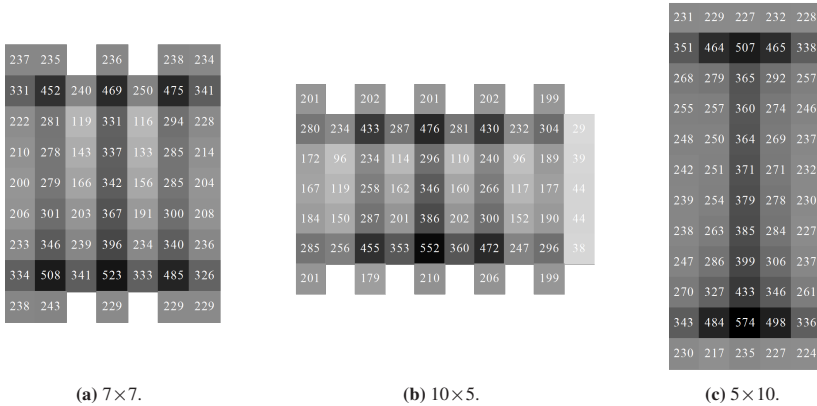 237 235 236 238 234
331 452 240 469 250 475 341
222 281 119 331 116 294 228
210 278 143 337 133 285 214
200 279 166 342 156 285 204
206 301 203 367 191 300 208
233 346 239 396 234 340 236
334 508 341 523 333 485 326
238 243 229 229 229
(a) 7×7.
201 202 201 202 199
280 234 433 287 476 281 430 232 304 29
172 96 234 114 296 110 240 96 189 39
167 119 258 162 346 160 266 117 177 44
184 150 287 201 386 202 300 152 190 44
285 256 455 353 552 360 472 247 296 38
201 179 210 206 199
(b) 10×5.
231 229 227 232 228
351 464 507 465 338
268 279 365 292 257
255 257 360 274 246
248 250 364 269 237
242 251 371 271 232
239 254 379 278 230
238 263 385 284 227
247 286 399 306 237
270 327 433 346 261
343 484 574 498 336
230 217 235 227 224
(c) 5×10.